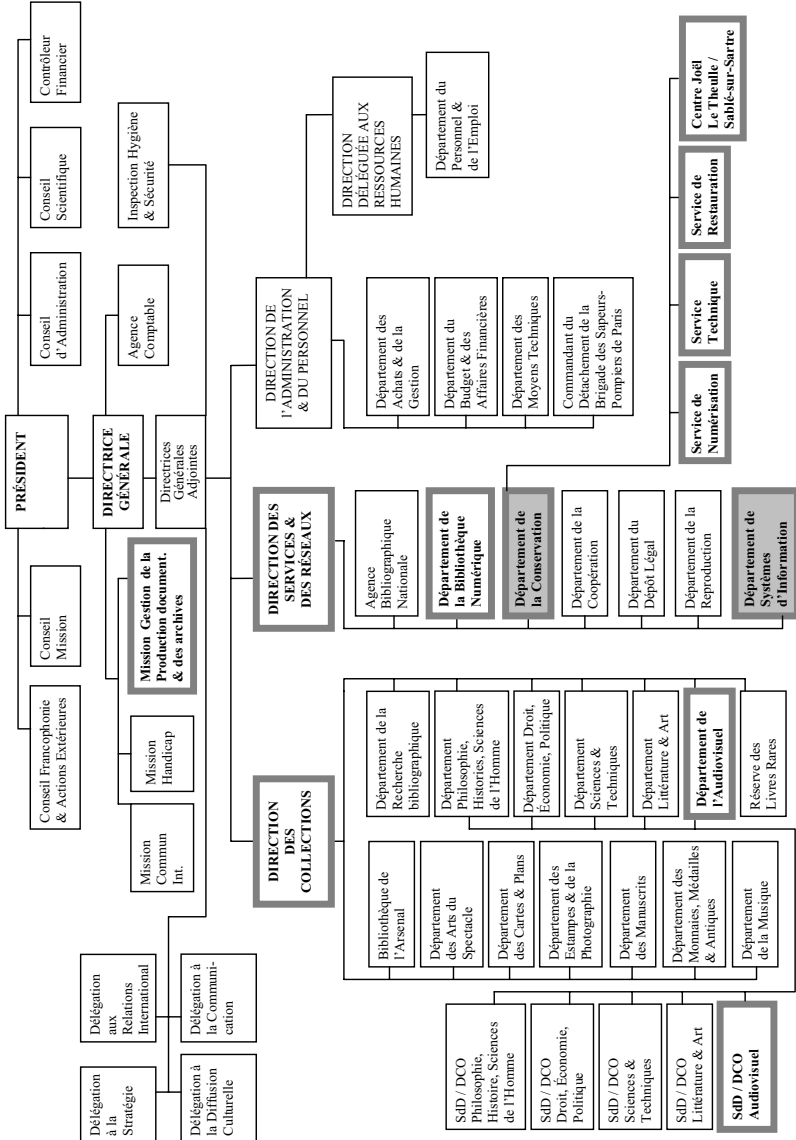 PRÉSIDENT
Conseil Francophonie
& Actions Extérieures
Conseil
Mission
Conseil
d'Administration
Conseil
Scientifique
Contrôleur
Financier
DIRECTRICE
GÉNÉRALE
Directrices
Générales
Adjointes
Agence
Comptable
Inspection Hygiène
& Sécurité
Mission
Commun
Int.
Mission
Handicap
Mission Gestion de la
Production document.
& des archives
Délégation
à la
Stratégie
Délégation
aux
Relations
International
Délégation à
la Diffusion
Culturelle
Délégation à
la Communi-
cation
DIRECTION
DES
COLLECTIONS
Bibliothèque de
l'Arsenal
Département
des Arts du
Spectacle
Département
des Cartes & Plans
Département des
Estampes & de la
Photographie
Département
des Manuscrits
Département des
Monnaies, Médailles
& Antiques
Département
de la Musique
Département de la
Recherche
bibliographique
Département
Philosophie,
Histories, Sciences
de l'Homme
Département Droit,
Économie, Politique
Département
Sciences &
Techniques
Département
Littérature & Art
Département de
l'Audiovisuel
Réserve des
Livres Rares
SdD / DCO
Philosophie,
Histoire, Sciences
de l'Homme
SdD / DCO
Droit, Économie,
Politique
SdD / DCO
Sciences &
Techniques
SdD / DCO
Littérature & Art
SdD / DCO
Audiovisuel
DIRECTION DES
SERVICES &
DES RÉSEAUX
Agence
Bibliographique
Nationale
Département de
la Bibliothèque
Numérique
Département de
la Conservation
Département de la
Coopération
Département du
Dépôt Légal
Département de la
Reproduction
Département de
Systèmes
d'Information
Service de
Numérisation
Service
Technique
Service de
Restauration
Centre Joël
Le Theulle /
Sablé-sur-Sartre
DIRECTION DE
l'ADMINISTRATION
& DU PERSONNEL
Département des
Achats & de la
Gestion
Département du
Budget & des
Affaires Financières
Département des
Moyens Techniques
Commandant du
Détachement de la
Brigade des Sapeurs-
Pompiers de Paris
DIRECTION
DÉLÉGUÉE AUX
RESSOURCES
HUMAINES
Département du
Personnel &
de l'Emploi